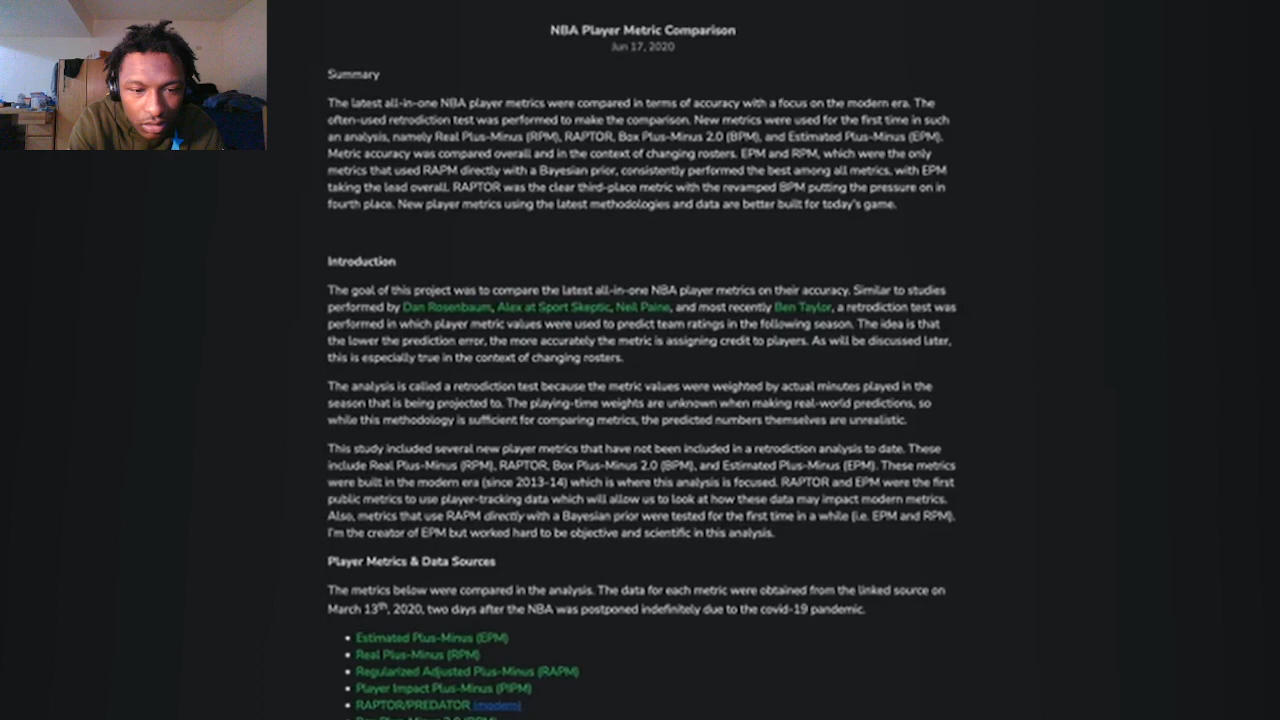 NBA Player Metric Comparison
Jun 17, 2020
Summary
The latest all-in-one NBA player metrics were compared in terms of accuracy with a focus on the modern era. The
often-used retrodiction test was performed to make the comparison. New metrics were used for the first time in such
an analysis, namely Real Plus-Minus (RPM), RAPTOR, Box Plus-Minus 2.0 (BPM), and Estimated Plus-Minus (EPM).
Metric accuracy was compared overall and in the context of changing rosters. EPM and RPM, which were the only
metrics that used RAPM directly with a Bayesian prior, consistently performed the best among all metrics, with EPM
taking the lead overall. RAPTOR was the clear third-place metric with the revamped BPM putting the pressure on in
fourth place. New player metrics using the latest methodologies and data are better built for today's game.
Introduction
The goal of this project was to compare the latest all-in-one NBA player metrics on their accuracy. Similar to studies
performed by Dan Rosenbaum, Alex at Sport Skeptic, Neil Paine, and most recently Ben Taylor, a retrodiction test was
performed in which player metric values were used to predict team ratings in the following season. The idea is that
the lower the prediction error, the more accurately the metric is assigning credit to players. As will be discussed later,
this is especially true in the context of changing rosters.
The analysis is called a retrodiction test because the metric values were weighted by actual minutes played in the
season that is being projected to. The playing-time weights are unknown when making real-world predictions, so
while this methodology is sufficient for comparing metrics, the predicted numbers themselves are unrealistic.
This study included several new player metrics that have not been included in a retrodiction analysis to date. These
include Real Plus-Minus (RPM), RAPTOR, Box Plus-Minus 2.0 (BPM), and Estimated Plus-Minus (EPM). These metrics
were built in the modern era (since 2013-14) which is where this analysis is focused. RAPTOR and EPM were the first
public metrics to use player-tracking data which will allow us to look at how these data may impact modern metrics.
Also, metrics that use RAPM directly with a Bayesian prior were tested for the first time in a while (i.e. EPM and RPM).
I'm the creator of EPM but worked hard to be objective and scientific in this analysis.
Player Metrics & Data Sources
The metrics below were compared in the analysis. The data for each metric were obtained from the linked source on
March 13th, 2020, two days after the NBA was postponed indefinitely due to the covid-19 pandemic.
• Estimated Plus-Minus (EPM)
• Real Plus-Minus (RPM)
• Regularized Adjusted Plus-Minus (RAPM)
• Player Impact Plus-Minus (PIPM)
• RAPTOR/PREDATOR (modern)